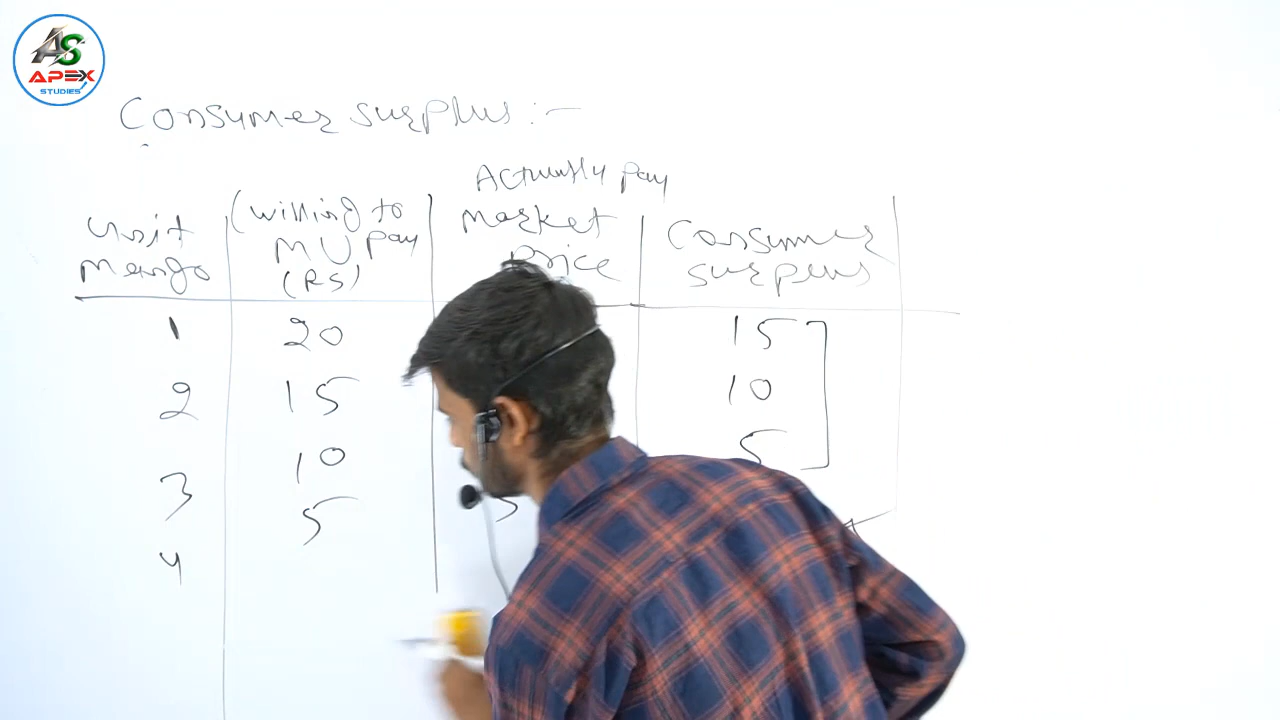 AS
APEX
STUDIES
Consumer surplus :-
Actually pay
Unit Mango
(willing to MU pay (RS)
Market Price
Consumer surplus
1 20 15
2 15 10
3 10 5
4 5 5